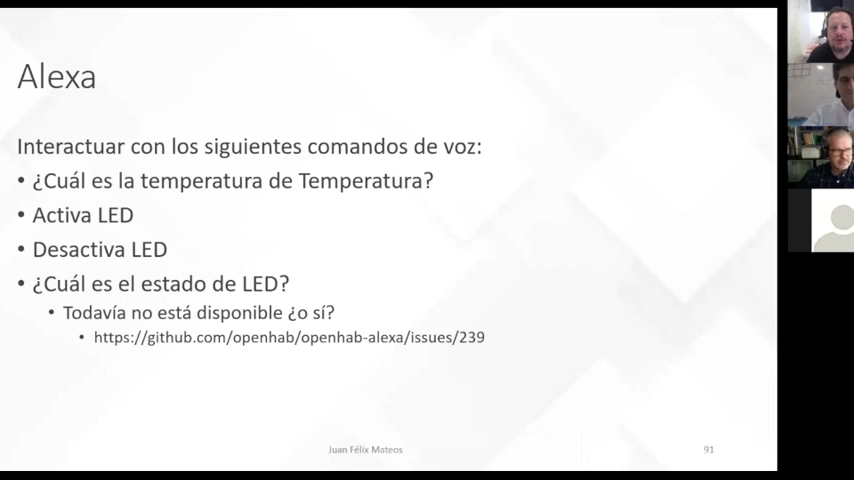 Alexa
Interactuar con los siguientes comandos de voz:
• ¿Cuál es la temperatura de Temperatura?
• Activa LED
• Desactiva LED
• ¿Cuál es el estado de LED?
• Todavía no está disponible ¿o sí?
• https://github.com/openhab/openhab-alexa/issues/239
Juan Félix Mateos
91